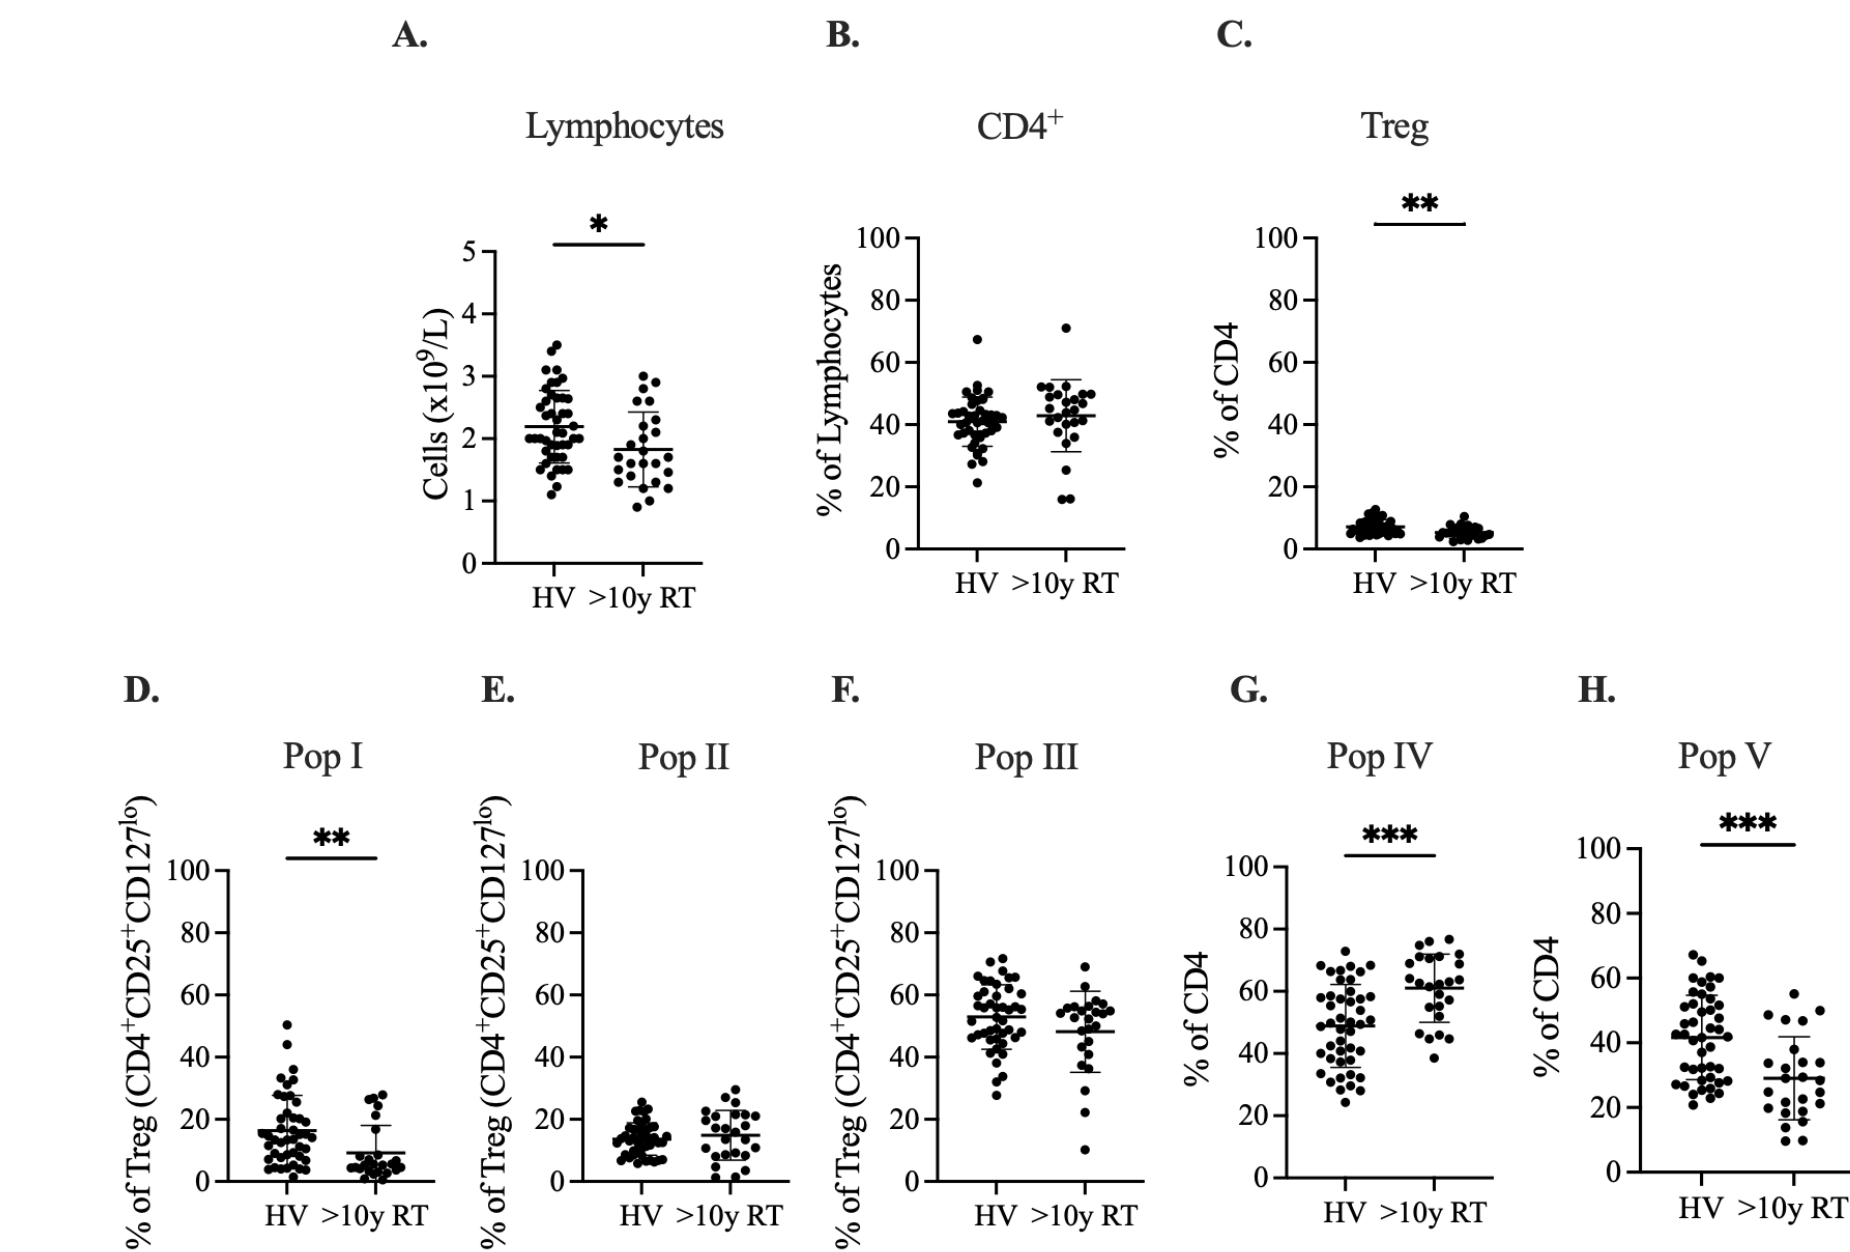 A.
B.
C.
Lymphocytes
CD4⁺
Treg
*
**
Cells (x10⁹/L)
5
4
3
2
1
0
HV >10y RT
% of Lymphocytes
100
80
60
40
20
0
HV >10y RT
% of CD4
100
80
60
40
20
0
HV >10y RT
D.
E.
F.
G.
H.
Pop I
Pop II
Pop III
Pop IV
Pop V
**
***
***
% of Treg (CD4⁺CD25⁺CD127ˡᵒ)
100
80
60
40
20
0
HV >10y RT
% of Treg (CD4⁺CD25⁺CD127ˡᵒ)
100
80
60
40
20
0
HV >10y RT
% of Treg (CD4⁺CD25⁺CD127ˡᵒ)
100
80
60
40
20
0
HV >10y RT
% of CD4
100
80
60
40
20
0
HV >10y RT
% of CD4
100
80
60
40
20
0
HV >10y RT